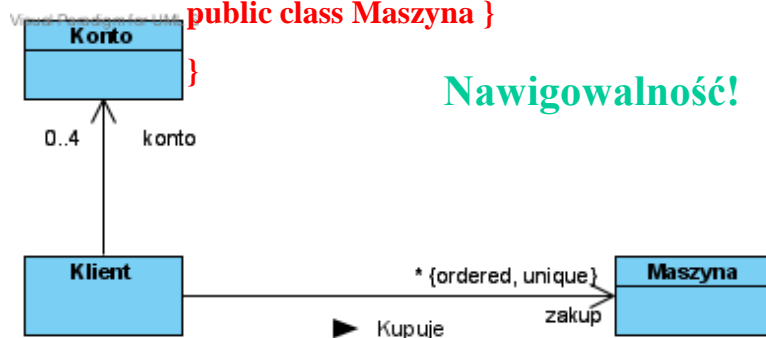 public class Maszyna }
Konto
}
Nawigowalność!
0..4 konto
Klient
* {ordered, unique}
Maszyna
zakup
► Kupuje